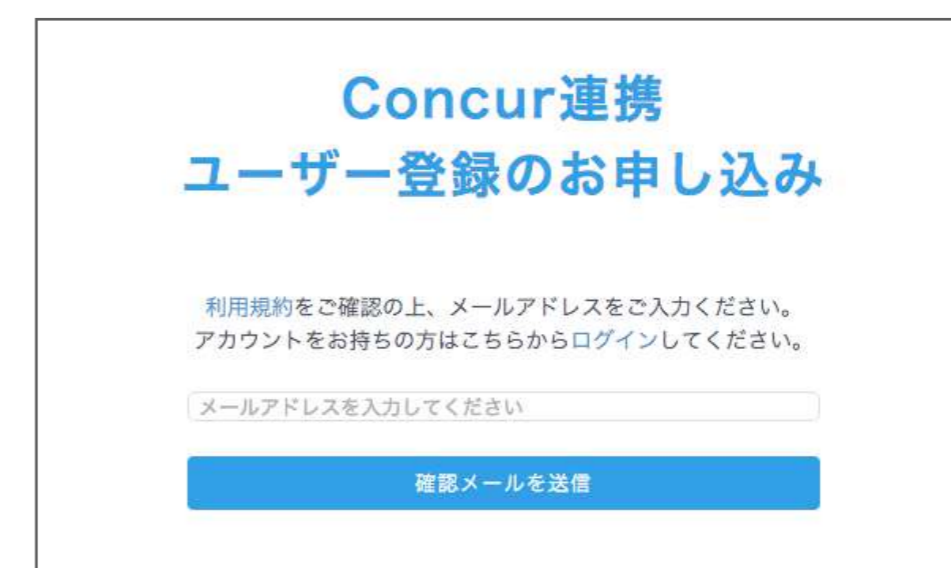 Concur連携
ユーザー登録のお申し込み
利用規約をご確認の上、メールアドレスをご入力ください。
アカウントをお持ちの方はこちらからログインしてください。
メールアドレスを入力してください
確認メールを送信